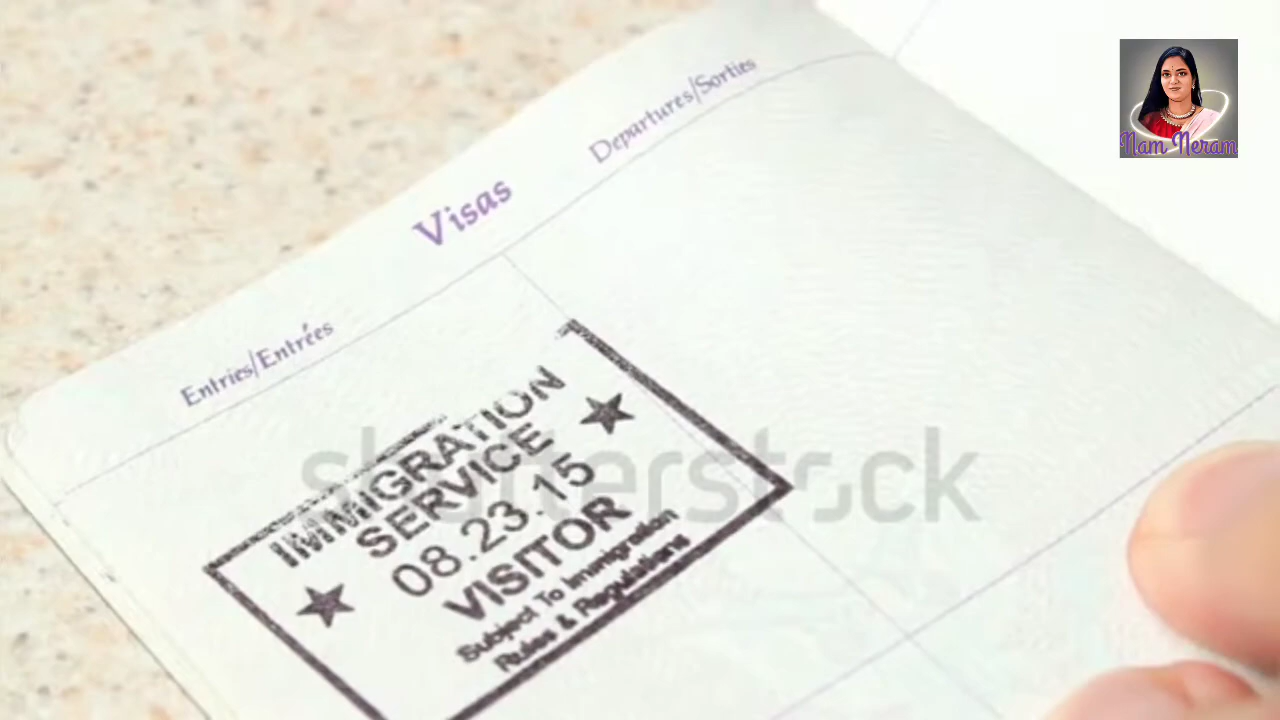 Nam Neram
Departures/Sorties
Visas
Entries/Entrées
IMMIGRATION
SERVICE
08.23.15
VISITOR
Subject To Immigration
Rules & Regulations
shutterstock